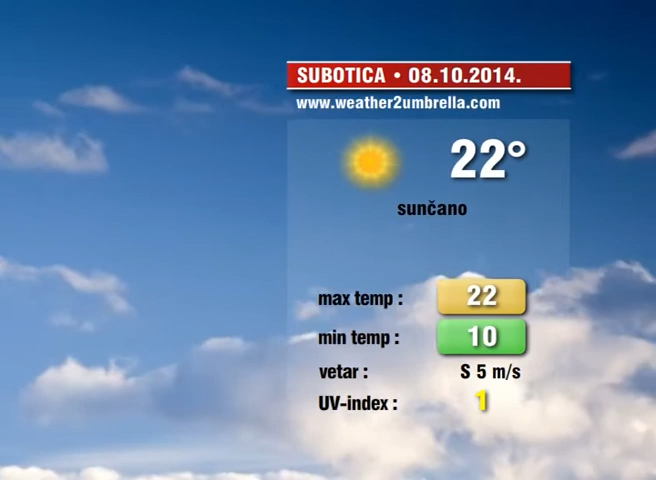 SUBOTICA • 08.10.2014.
www.weather2umbrella.com
22°
sunčano
max temp : 22
min temp : 10
vetar : S 5 m/s
UV-index : 1